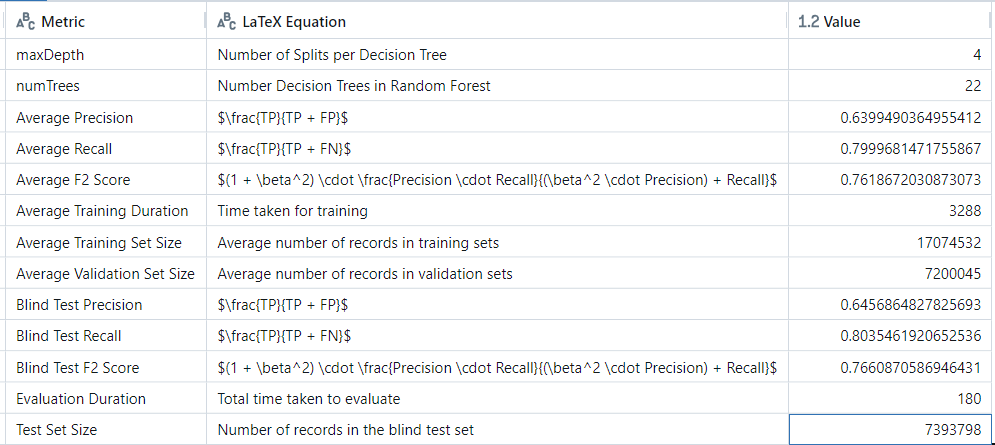 ABC Metric ABC LaTeX Equation 1.2 Value
maxDepth Number of Splits per Decision Tree 4
numTrees Number Decision Trees in Random Forest 22
Average Precision $\frac{TP}{TP + FP}$ 0.6399490364955412
Average Recall $\frac{TP}{TP + FN}$ 0.7999681471755867
Average F2 Score $(1 + \beta^2) \cdot \frac{Precision \cdot Recall}{(\beta^2 \cdot Precision) + Recall}$ 0.7618672030873073
Average Training Duration Time taken for training 3288
Average Training Set Size Average number of records in training sets 17074532
Average Validation Set Size Average number of records in validation sets 7200045
Blind Test Precision $\frac{TP}{TP + FP}$ 0.6456864827825693
Blind Test Recall $\frac{TP}{TP + FN}$ 0.8035461920652536
Blind Test F2 Score $(1 + \beta^2) \cdot \frac{Precision \cdot Recall}{(\beta^2 \cdot Precision) + Recall}$ 0.7660870586946431
Evaluation Duration Total time taken to evaluate 180
Test Set Size Number of records in the blind test set 7393798